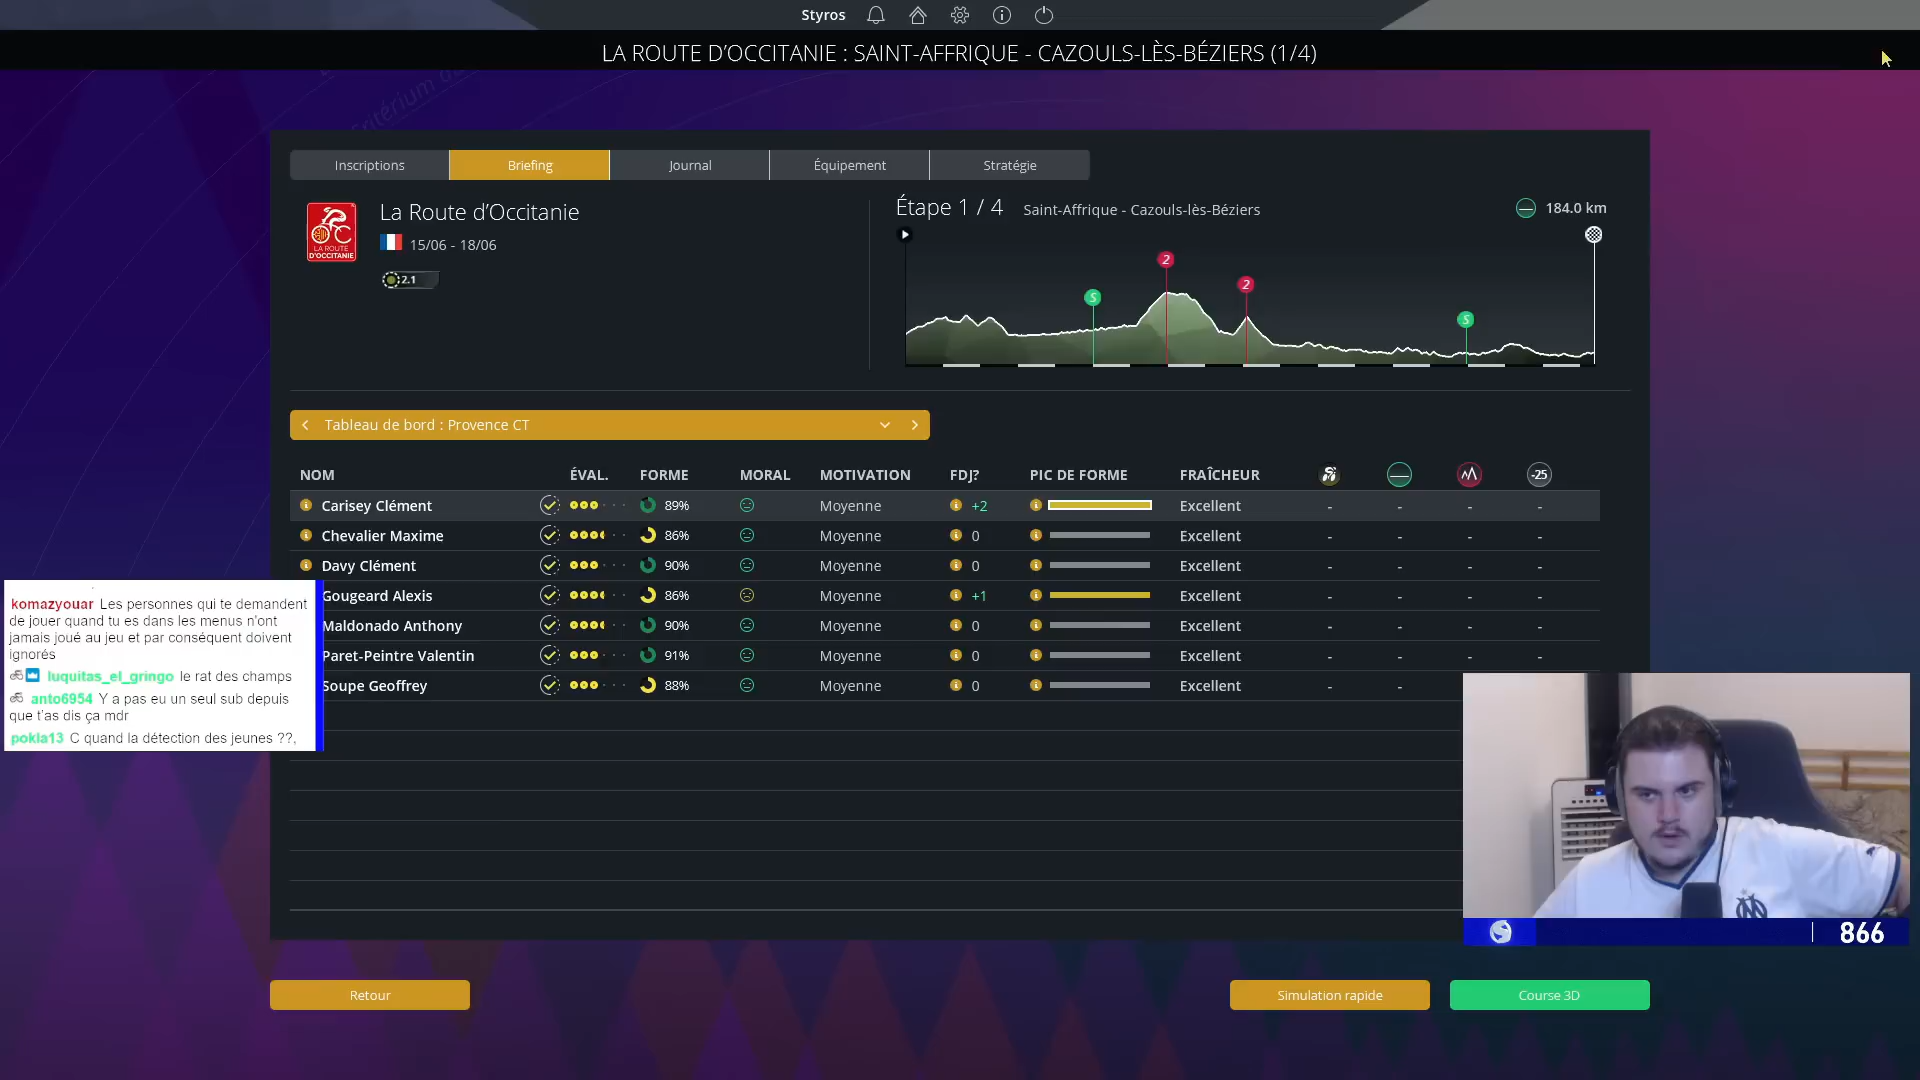 Styros
LA ROUTE D'OCCITANIE : SAINT-AFFRIQUE - CAZOULS-LÈS-BÉZIERS (1/4)
Inscriptions
Briefing
Journal
Équipement
Stratégie
LA ROUTE
D'OCCITANIE
La Route d'Occitanie
15/06 - 18/06
2.1
Étape 1 / 4
Saint-Affrique - Cazouls-lès-Béziers
184.0 km
2
2
S
S
Tableau de bord : Provence CT
NOM ÉVAL. FORME MORAL MOTIVATION FDJ? PIC DE FORME FRAÎCHEUR -25
Carisey Clément 89% Moyenne +2 Excellent - - - -
Chevalier Maxime 86% Moyenne 0 Excellent - - - -
Davy Clément 90% Moyenne 0 Excellent - - - -
Gougeard Alexis 86% Moyenne +1 Excellent - - - -
Maldonado Anthony 90% Moyenne 0 Excellent - - - -
Paret-Peintre Valentin 91% Moyenne 0 Excellent - - - -
Soupe Geoffrey 88% Moyenne 0 Excellent - -
komazyouar Les personnes qui te demandent
de jouer quand tu es dans les menus n'ont
jamais joué au jeu et par conséquent doivent
ignorés
luquitas_el_gringo le rat des champs
anto6954 Y a pas eu un seul sub depuis
que t'as dis ça mdr
pokla13 C quand la détection des jeunes ??,
866
Retour
Simulation rapide
Course 3D